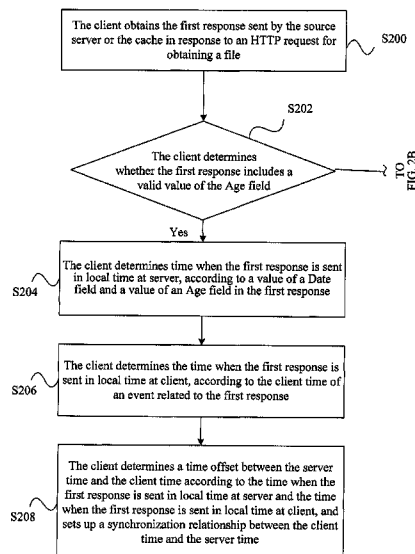 The client obtains the first response sent by the source
server or the cache in response to an HTTP request for
obtaining a file
S200
S202
The client determines
whether the first response includes a
valid value of the Age field
TO
FIG. 2B
Yes
The client determines time when the first response is sent
in local time at server, according to a value of a Date
field and a value of an Age field in the first response
S204
The client determines the time when the first response is
sent in local time at client, according to the client time of
an event related to the first response
S206
The client determines a time offset between the server
time and the client time according to the time when the
first response is sent in local time at server and the time
when the first response is sent in local time at client, and
sets up a synchronization relationship between the client
time and the server time
S208